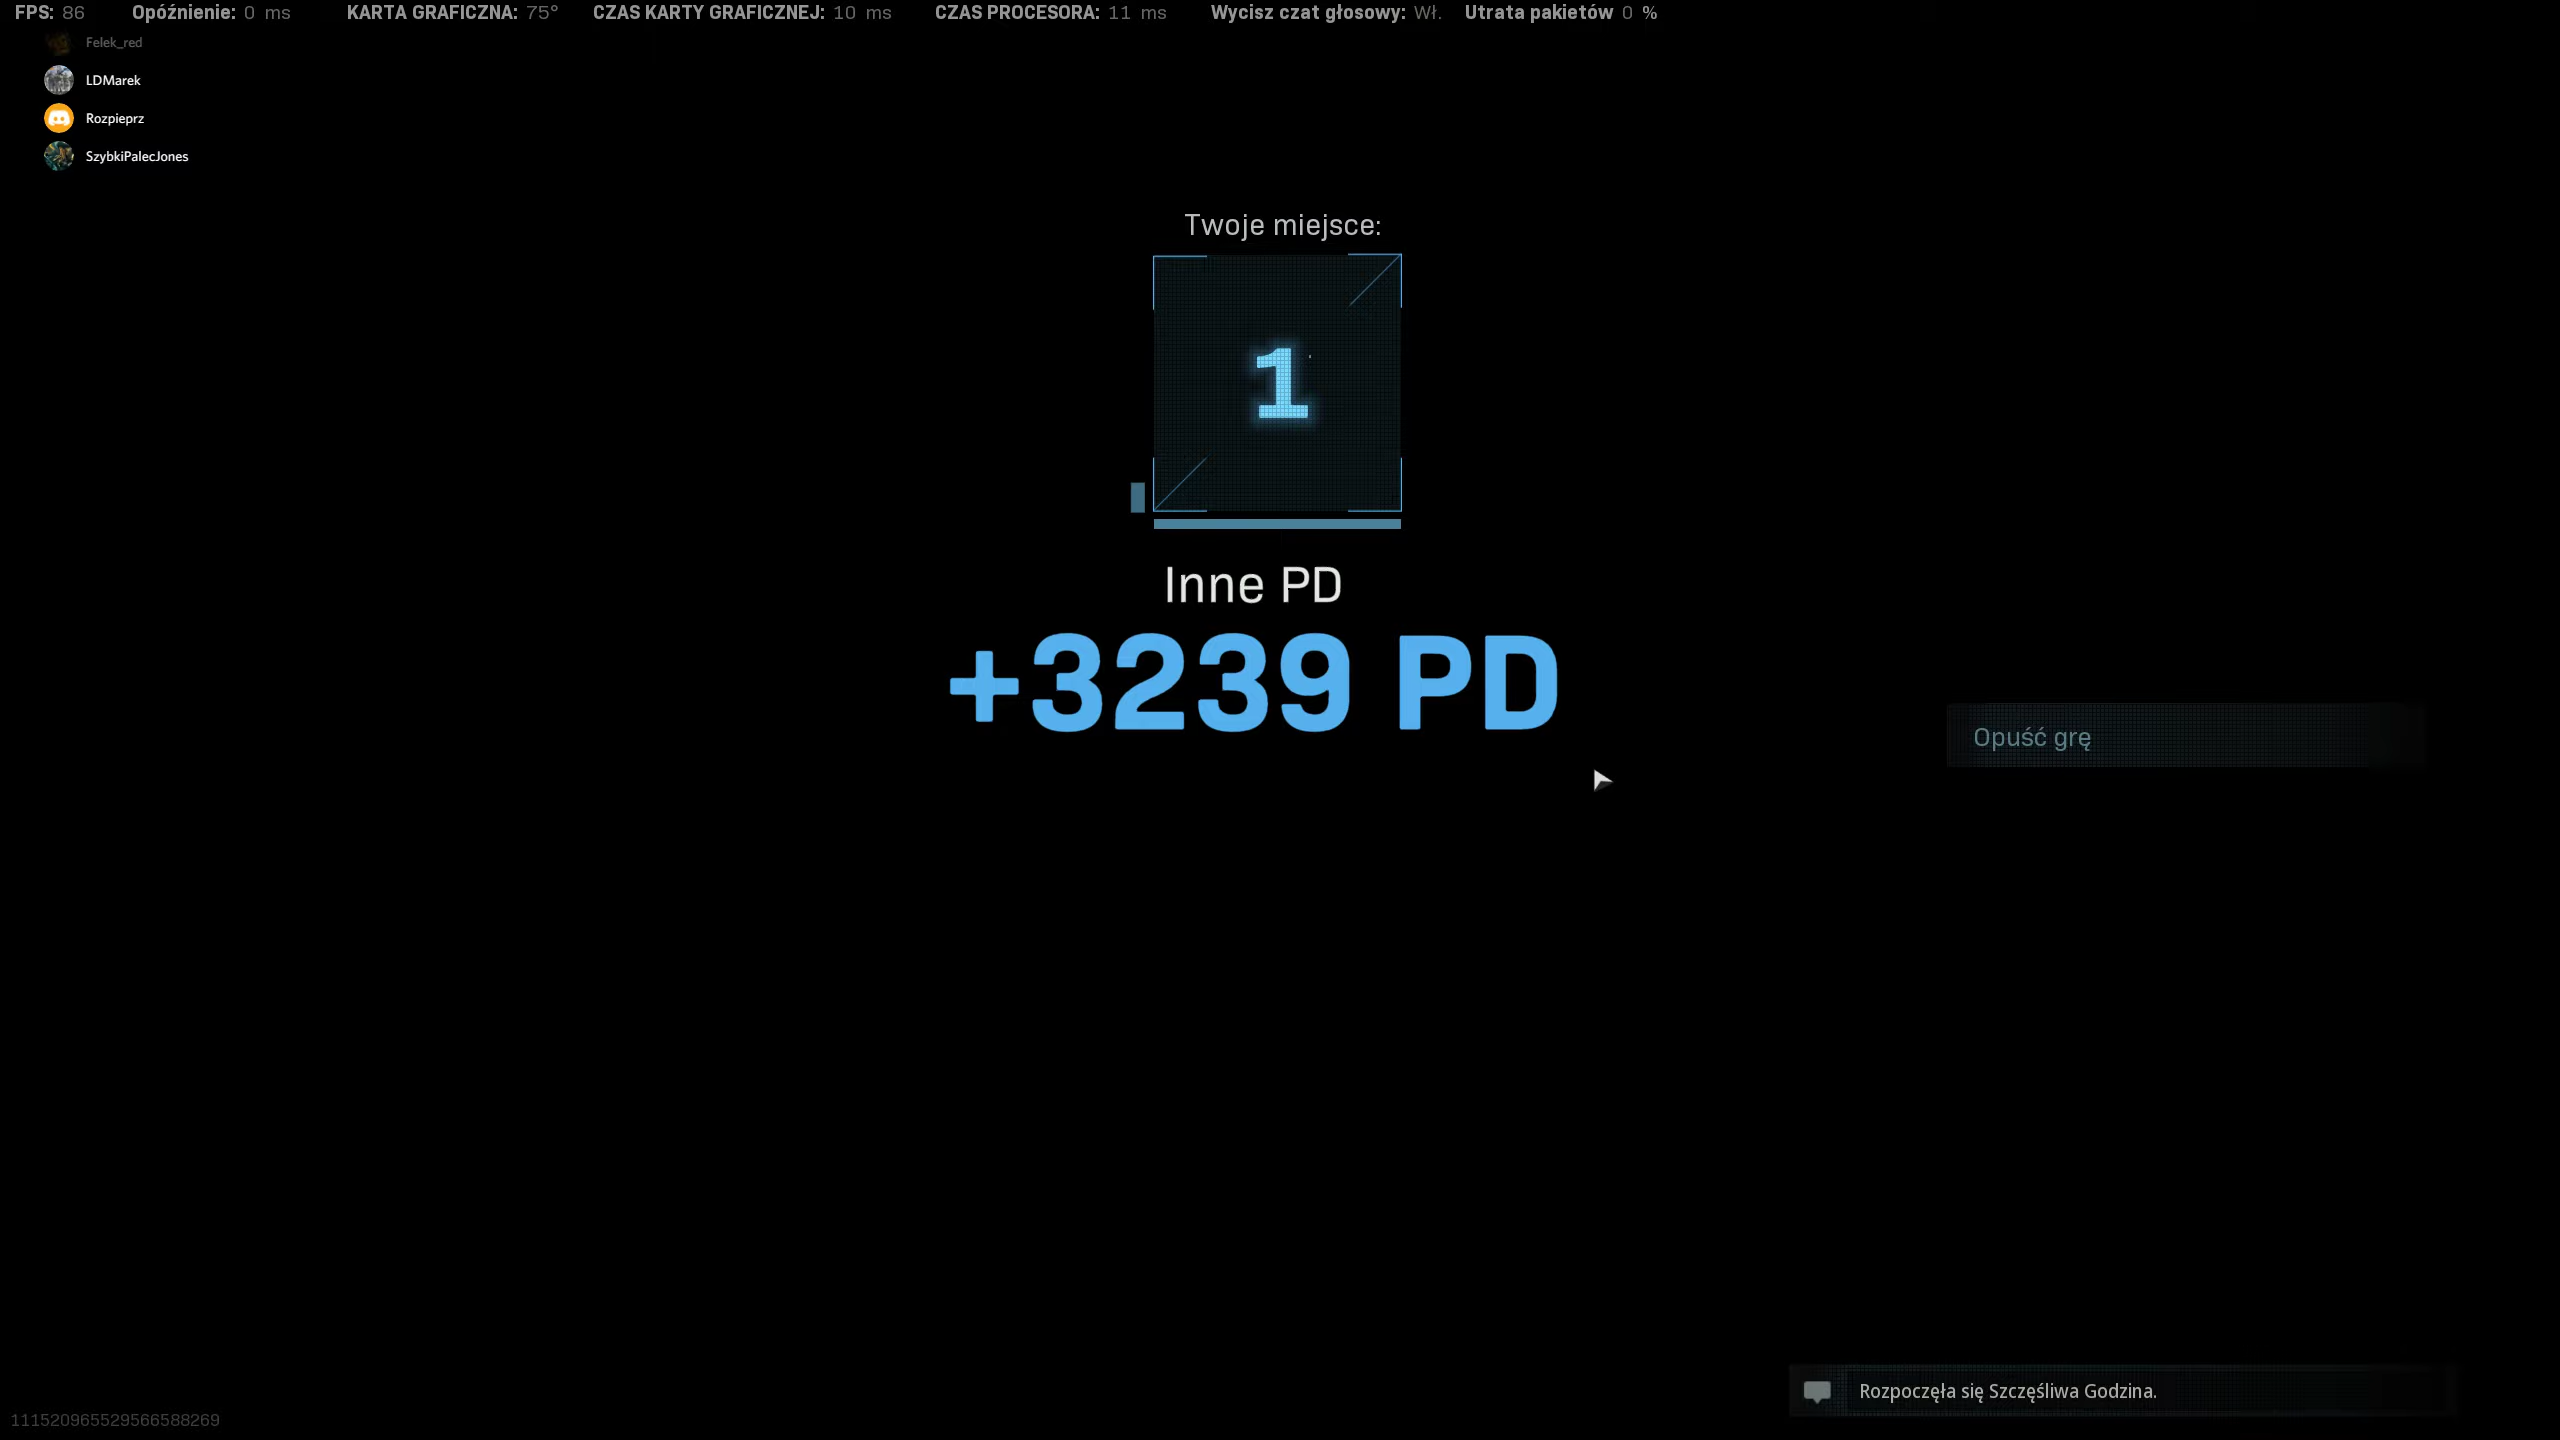 FPS: 86 Opóźnienie: 0 ms KARTA GRAFICZNA: 75° CZAS KARTY GRAFICZNEJ: 10 ms CZAS PROCESORA: 11 ms Wycisz czat głosowy: Wł. Utrata pakietów 0 %
Felek_red
LDMarek
Rozpieprz
SzybkiPalecJones
Twoje miejsce:
1
Inne PD
+3239 PD
Opuść grę
Rozpoczęła się Szczęśliwa Godzina.
111520965529566588269